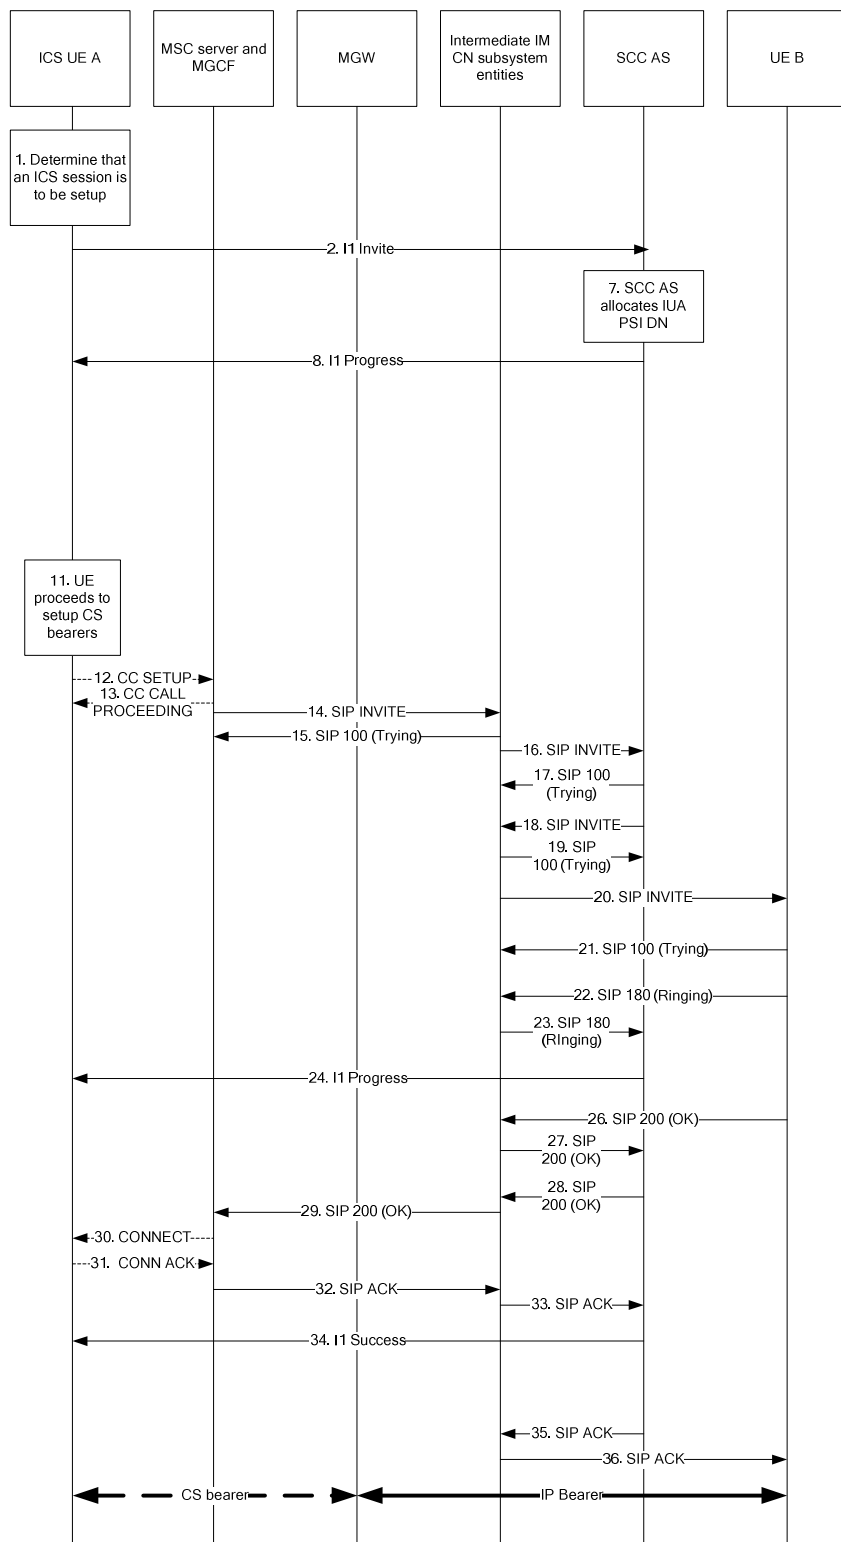 ICS UE A
MSC server and
MGCF
MGW
Intermediate IM
CN subsystem
entities
SCC AS
UE B
1. Determine that
an ICS session is
to be setup
2. I1 Invite
7. SCC AS
allocates IUA
PSI DN
8. I1 Progress
11. UE
proceeds to
setup CS
bearers
12. CC SETUP
13. CC CALL
PROCEEDING
14. SIP INVITE
15. SIP 100 (Trying)
16. SIP INVITE
17. SIP 100
(Trying)
18. SIP INVITE
19. SIP
100 (Trying)
20. SIP INVITE
21. SIP 100 (Trying)
22. SIP 180 (Ringing)
23. SIP 180
(RInging)
24. I1 Progress
26. SIP 200 (OK)
27. SIP
200 (OK)
28. SIP
200 (OK)
29. SIP 200 (OK)
30. CONNECT
31. CONN ACK
32. SIP ACK
33. SIP ACK
34. I1 Success
35. SIP ACK
36. SIP ACK
CS bearer
IP Bearer